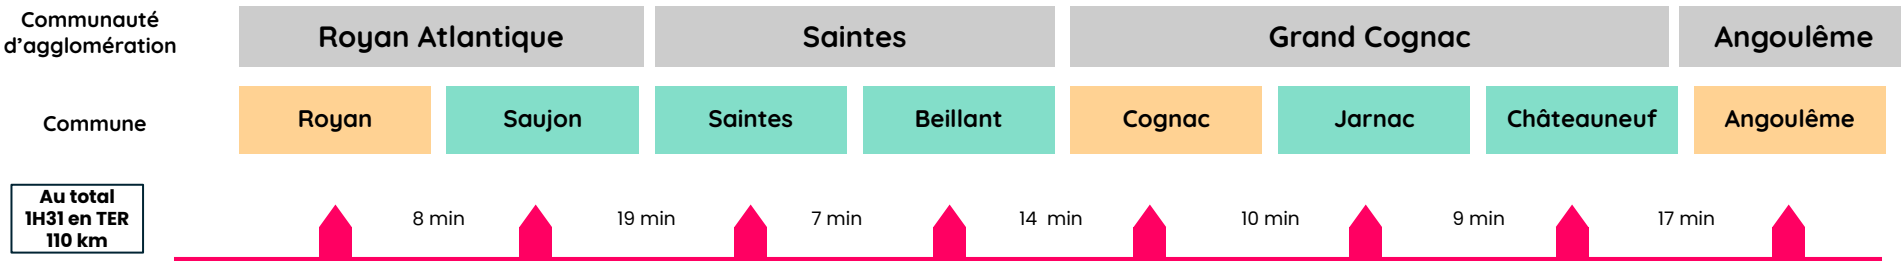 Communauté
d'agglomération
Royan Atlantique
Saintes
Grand Cognac
Angoulême
Commune
Royan
Saujon
Saintes
Beillant
Cognac
Jarnac
Châteauneuf
Angoulême
Au total
1H31 en TER
110 km
8 min
19 min
7 min
14 min
10 min
9 min
17 min